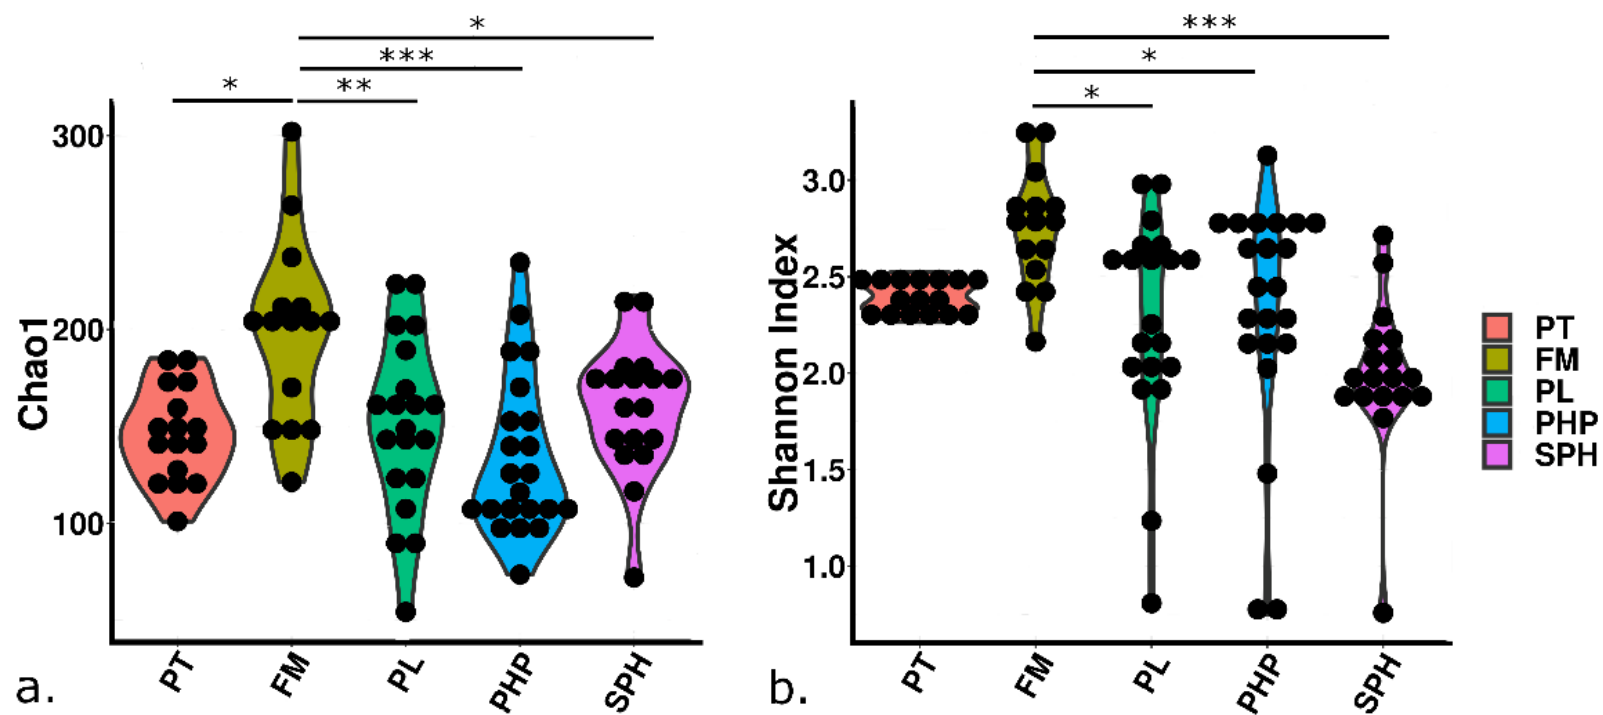 *
***
*
**
300
200
100
Chao1
PT
FM
PL
PHP
SPH
a.
***
*
*
3.0
2.5
2.0
1.5
1.0
Shannon Index
PT
FM
PL
PHP
SPH
b.
PT
FM
PL
PHP
SPH